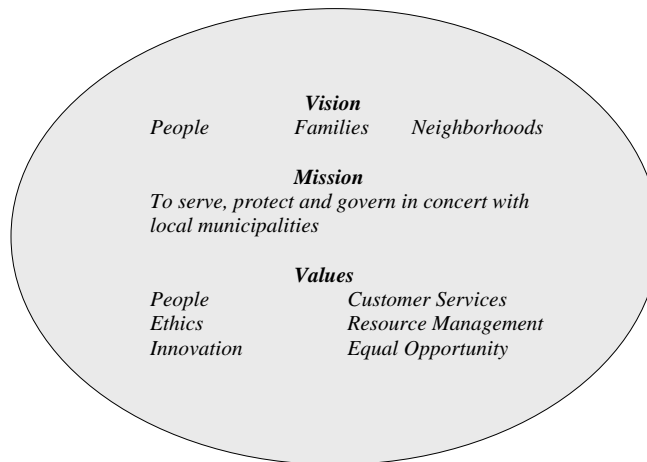 Vision
People Families Neighborhoods
Mission
To serve, protect and govern in concert with
local municipalities
Values
People Customer Services
Ethics Resource Management
Innovation Equal Opportunity